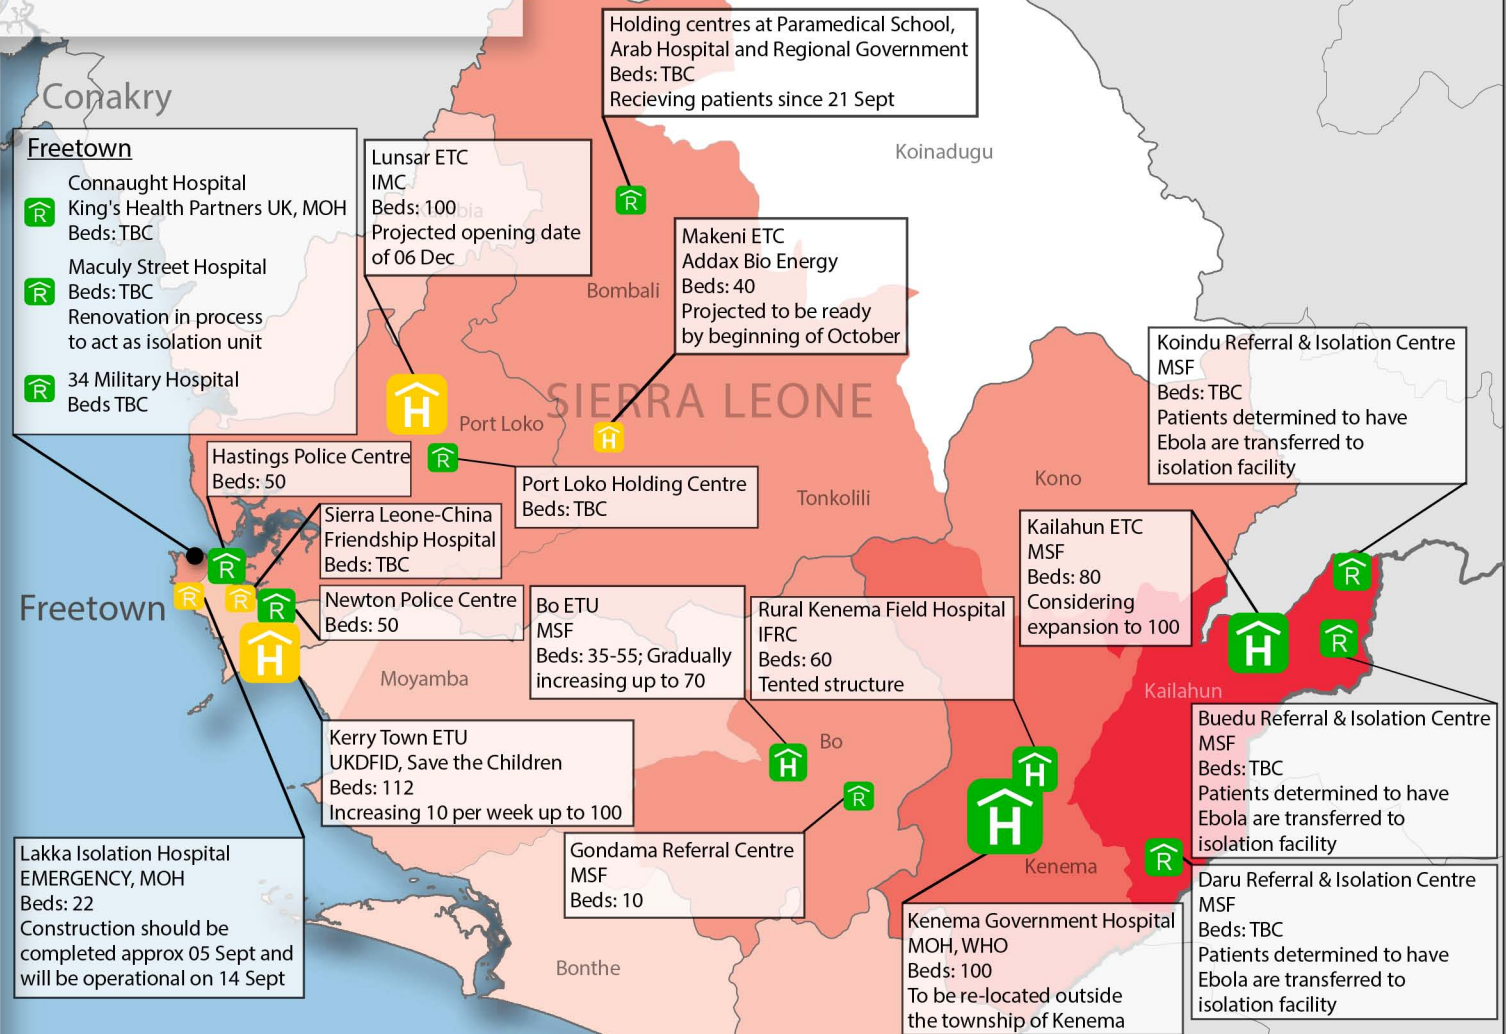 Holding centres at Paramedical School,
Arab Hospital and Regional Government
Beds: TBC
Recieving patients since 21 Sept
Conakry
Koinadugu
Freetown
Connaught Hospital
King's Health Partners UK, MOH
Beds: TBC
Maculy Street Hospital
Beds: TBC
Renovation in process
to act as isolation unit
34 Military Hospital
Beds TBC
R
R
R
Lunsar ETC
IMC
Beds: 100
Projected opening date
of 06 Dec
Kambia
R
Makeni ETC
Addax Bio Energy
Beds: 40
Projected to be ready
by beginning of October
Bombali
Koindu Referral & Isolation Centre
MSF
Beds: TBC
Patients determined to have
Ebola are transferred to
isolation facility
SIERRA LEONE
H
Port Loko
H
R
Hastings Police Centre
Beds: 50
Port Loko Holding Centre
Beds: TBC
Tonkolili
Kono
Sierra Leone-China
Friendship Hospital
Beds: TBC
Kailahun ETC
MSF
Beds: 80
Considering
expansion to 100
R
R
R
R
Freetown
Newton Police Centre
Beds: 50
Bo ETU
MSF
Beds: 35-55; Gradually
increasing up to 70
Rural Kenema Field Hospital
IFRC
Beds: 60
Tented structure
R
H
R
H
Moyamba
Kailahun
Buedu Referral & Isolation Centre
MSF
Beds: TBC
Patients determined to have
Ebola are transferred to
isolation facility
Kerry Town ETU
UKDFID, Save the Children
Beds: 112
Increasing 10 per week up to 100
Bo
H
R
H
H
Lakka Isolation Hospital
EMERGENCY, MOH
Beds: 22
Construction should be
completed approx 05 Sept and
will be operational on 14 Sept
Gondama Referral Centre
MSF
Beds: 10
Kenema
R
Daru Referral & Isolation Centre
MSF
Beds: TBC
Patients determined to have
Ebola are transferred to
isolation facility
Kenema Government Hospital
MOH, WHO
Beds: 100
To be re-located outside
the township of Kenema
Bonthe